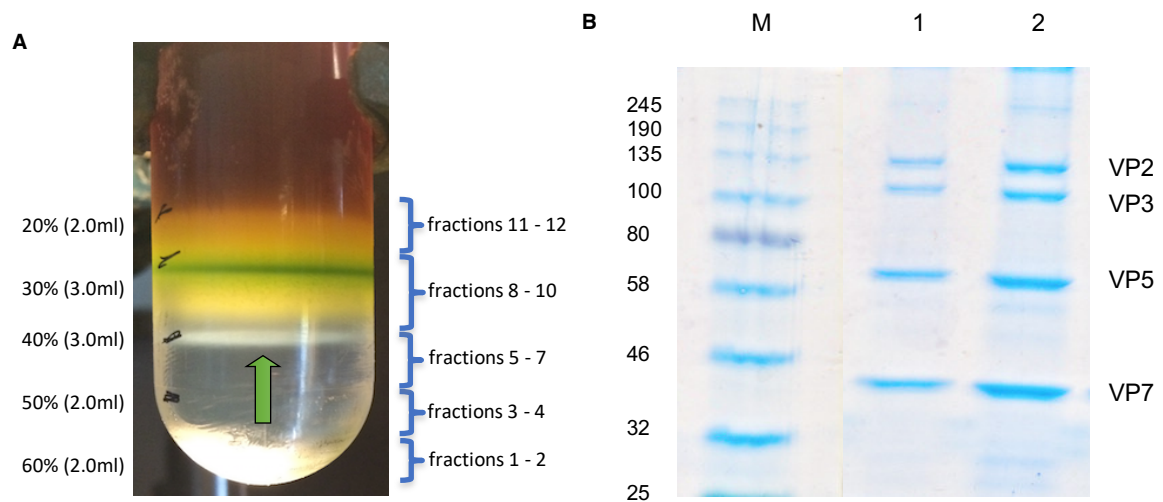 A
20% (2.0ml)
30% (3.0ml)
40% (3.0ml)
50% (2.0ml)
60% (2.0ml)
fractions 11 - 12
fractions 8 - 10
fractions 5 - 7
fractions 3 - 4
fractions 1 - 2
B
M 1 2
245
190
135
100
80
58
46
32
25
VP2
VP3
VP5
VP7